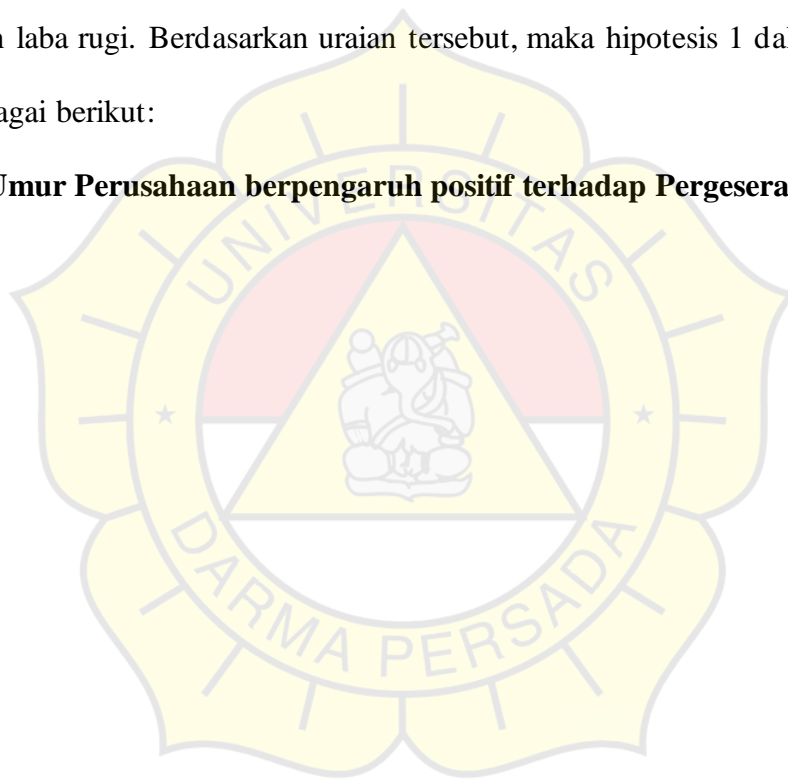 n laba rugi. Berdasarkan uraian tersebut, maka hipotesis 1 dal
agai berikut:
Umur Perusahaan berpengaruh positif terhadap Pergesera
UNIVERSITAS
DARMA PERSADA